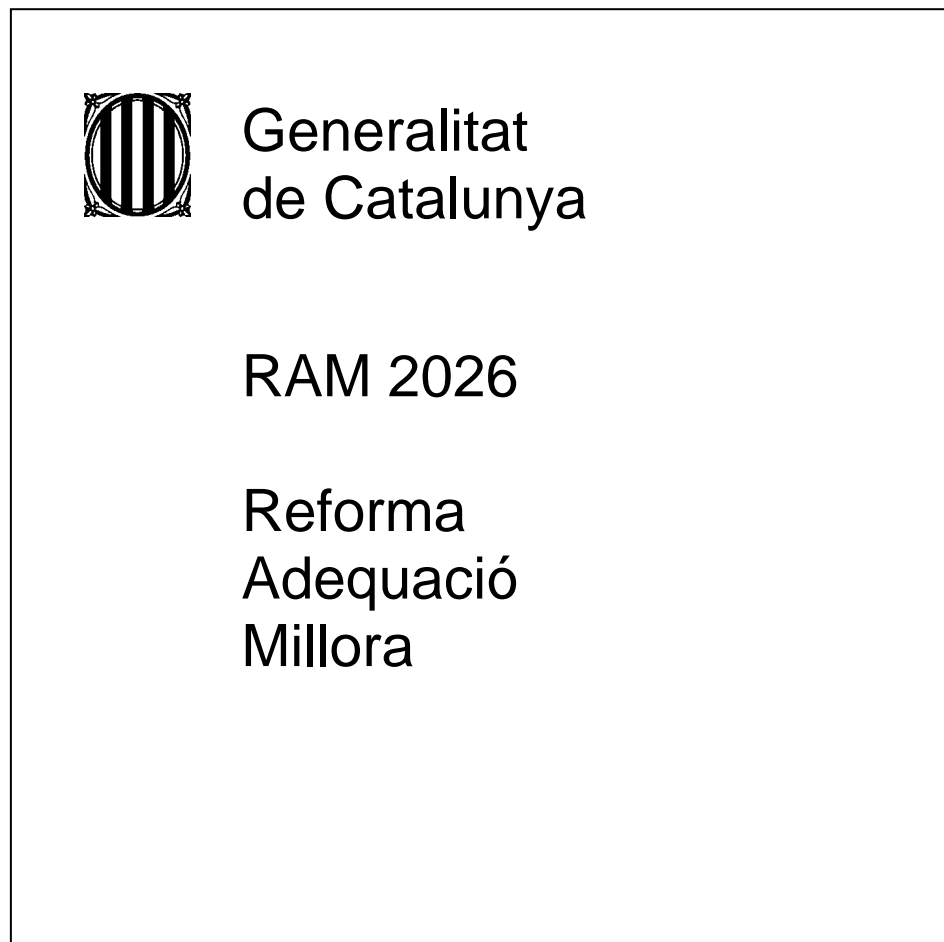 Generalitat
de Catalunya
RAM 2026
Reforma
Adequació
Millora